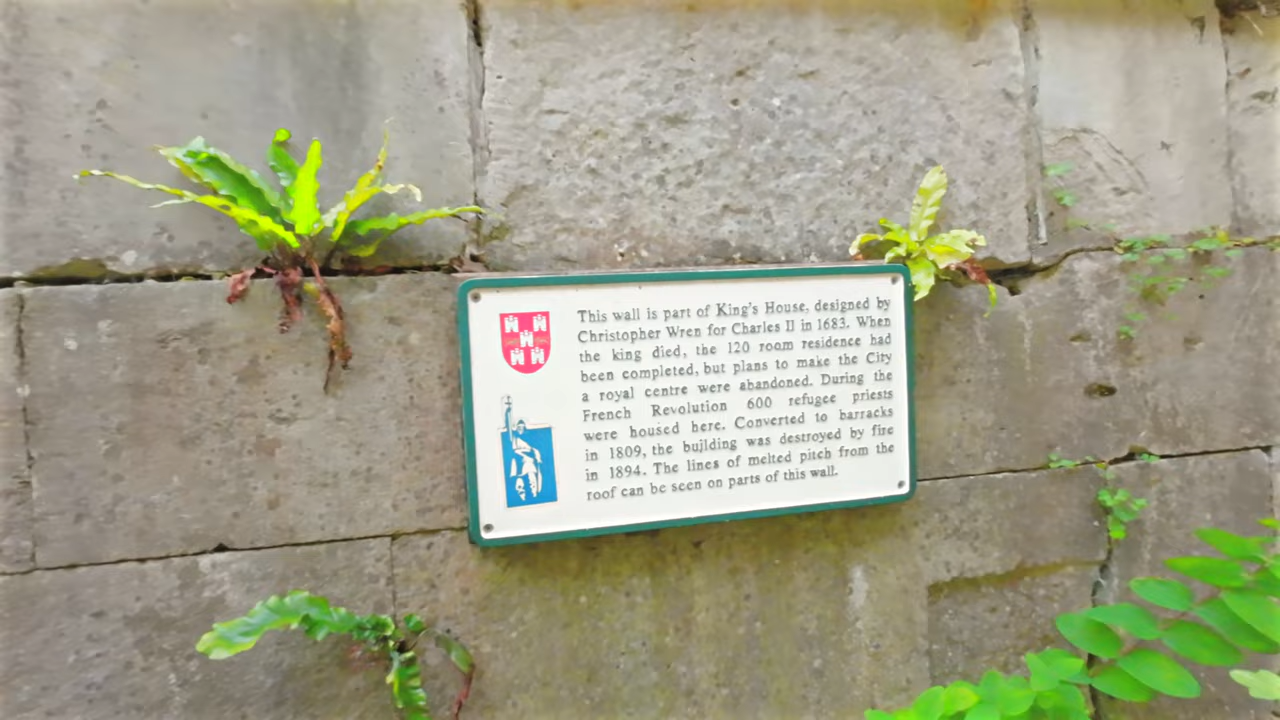 This wall is part of King's House, designed by
Christopher Wren for Charles II in 1683. When
the king died, the 120 room residence had
been completed, but plans to make the City
a royal centre were abandoned. During the
French Revolution 600 refugee priests
were housed here. Converted to barracks
in 1809, the building was destroyed by fire
in 1894. The lines of melted pitch from the
roof can be seen on parts of this wall.